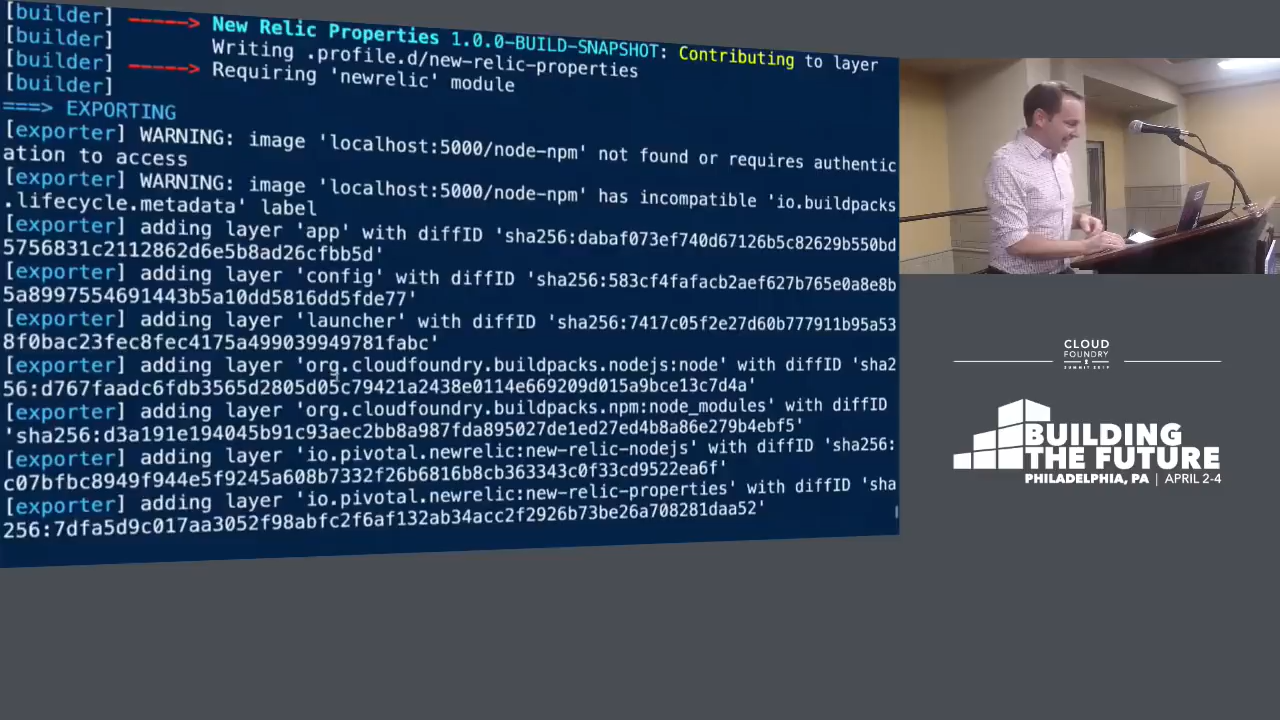 [builder] -----> New Relic Properties 1.0.0-BUILD-SNAPSHOT: Contributing to layer
[builder]        Writing .profile.d/new-relic-properties
[builder] -----> Requiring 'newrelic' module
[builder]
===> EXPORTING
[exporter] WARNING: image 'localhost:5000/node-npm' not found or requires authentic
ation to access
[exporter] WARNING: image 'localhost:5000/node-npm' has incompatible 'io.buildpacks
.lifecycle.metadata' label
[exporter] adding layer 'app' with diffID 'sha256:dabaf073ef740d67126b5c82629b550bd
5756831c2112862d6e5b8ad26cfbb5d'
[exporter] adding layer 'config' with diffID 'sha256:583cf4fafacb2aef627b765e0a8e8b
5a8997554691443b5a10dd5816dd5fde77'
[exporter] adding layer 'launcher' with diffID 'sha256:7417c05f2e27d60b777911b95a53
8f0bac23fec8fec4175a499039949781fabc'
[exporter] adding layer 'org.cloudfoundry.buildpacks.nodejs:node' with diffID 'sha2
56:d767faadc6fdb3565d2805d05c79421a2438e0114e669209d015a9bce13c7d4a'
[exporter] adding layer 'org.cloudfoundry.buildpacks.npm:node_modules' with diffID
'sha256:d3a191e194045b91c93aec2bb8a987fda895027de1ed27ed4b8a86e279b4ebf5'
[exporter] adding layer 'io.pivotal.newrelic:new-relic-nodejs' with diffID 'sha256:
c07bfbc8949f944e5f9245a608b7332f26b6816b8cb363343c0f33cd9522ea6f'
[exporter] adding layer 'io.pivotal.newrelic:new-relic-properties' with diffID 'sha
256:7dfa5d9c017aa3052f98abfc2f6af132ab34acc2f2926b73be26a708281daa52'
CLOUD
FOUNDRY
SUMMIT 2019
BUILDING
THE FUTURE
PHILADELPHIA, PA | APRIL 2-4